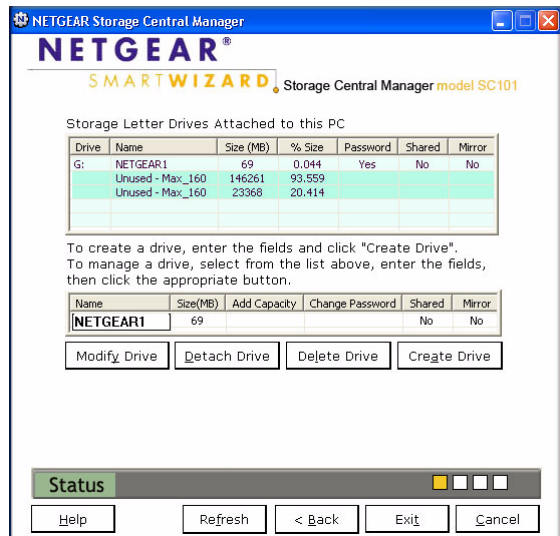 NETGEAR Storage Central Manager
NETGEAR®
SMARTWIZARD Storage Central Manager model SC101
Storage Letter Drives Attached to this PC
Drive Name Size (MB) % Size Password Shared Mirror
G: NETGEAR1 69 0.044 Yes No No
Unused - Max_160 146261 93.559
Unused - Max_160 23368 20.414
To create a drive, enter the fields and click "Create Drive".
To manage a drive, select from the list above, enter the fields,
then click the appropriate button.
Name Size(MB) Add Capacity Change Password Shared Mirror
NETGEAR1 69 No No
Modify Drive Detach Drive Delete Drive Create Drive
Status
Help Refresh < Back Exit Cancel